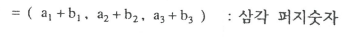 = ( a₁ + b₁, a₂ + b₂, a₃ + b₃ ) : 삼각 퍼지숫자